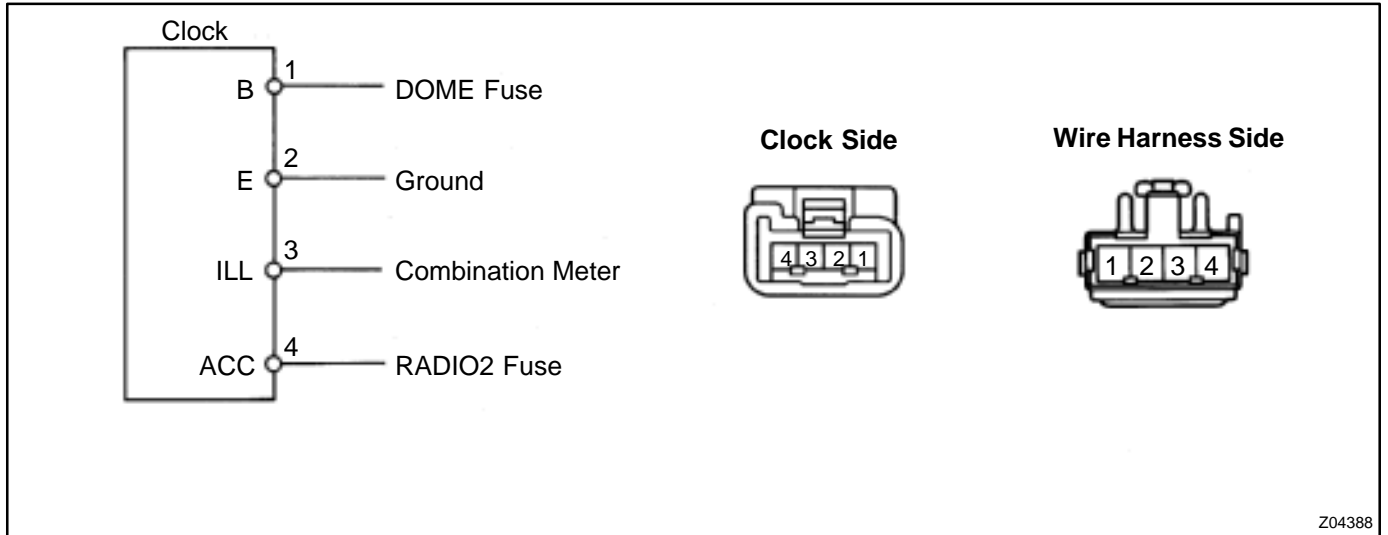 Clock
B 1 DOME Fuse
E 2 Ground
ILL 3 Combination Meter
ACC 4 RADIO2 Fuse
Clock Side
4 3 2 1
Wire Harness Side
1 2 3 4
Z04388